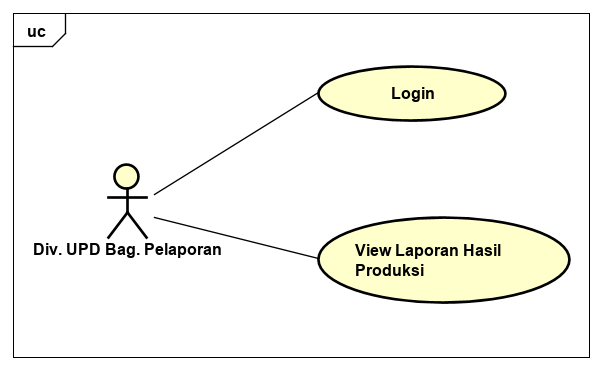 uc
Login
Div. UPD Bag. Pelaporan
View Laporan Hasil
Produksi